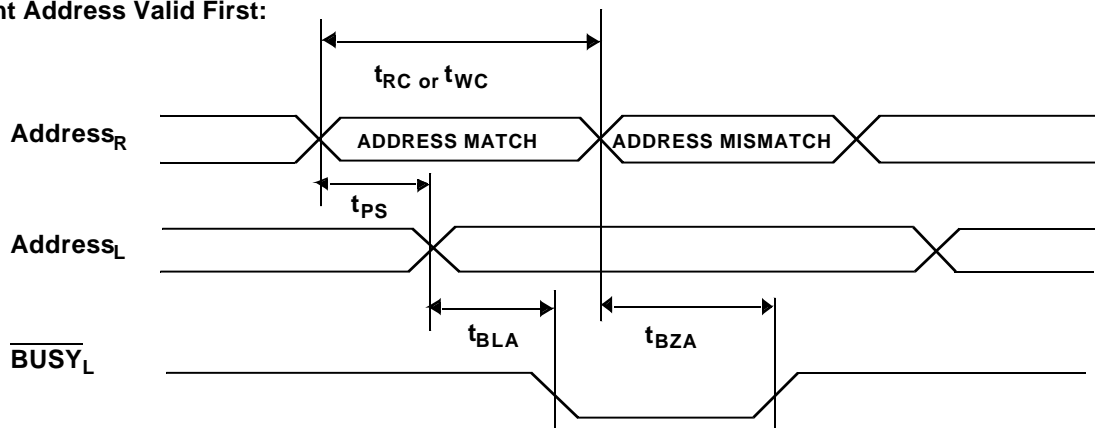 nt Address Valid First:
tRC or tWC
AddressR
ADDRESS MATCH
ADDRESS MISMATCH
tPS
AddressL
tBLA
tBZA
BUSYL